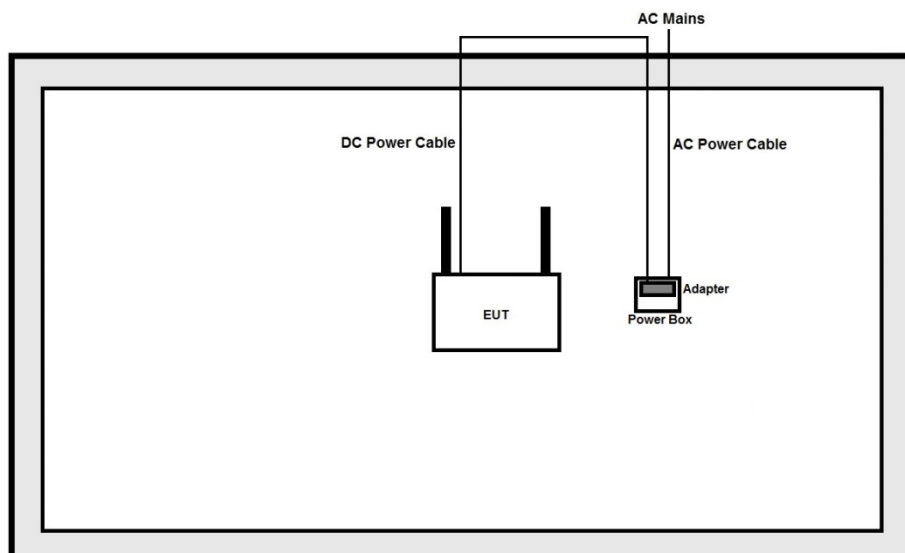 AC Mains
DC Power Cable
AC Power Cable
Adapter
EUT
Power Box